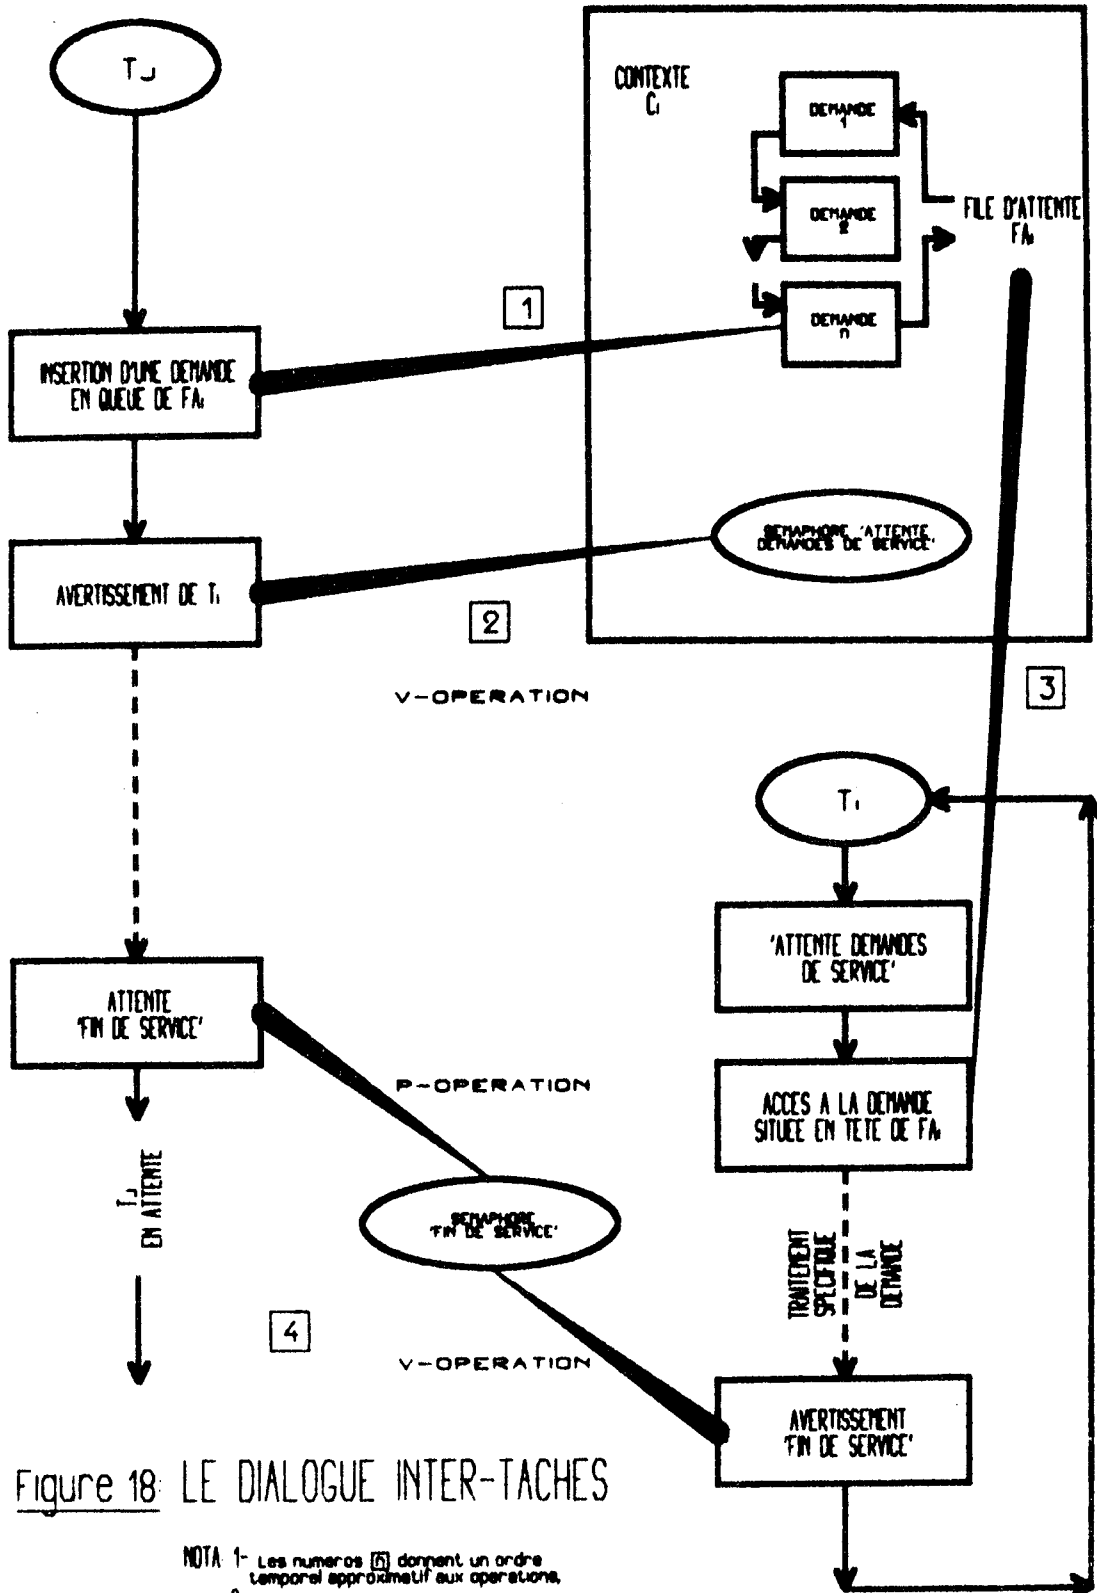 TJ
CONTEXTE
Ci
DEMANDE
1
DEMANDE
2
DEMANDE
n
FILE D'ATTENTE
FAi
1
INSERTION D'UNE DEMANDE
EN QUEUE DE FAi
SEMAPHORE 'ATTENTE
DEMANDES DE SERVICE'
AVERTISSEMENT DE Ti
2
V-OPERATION
3
Ti
'ATTENTE DEMANDES
DE SERVICE'
ATTENTE
'FIN DE SERVICE'
P-OPERATION
ACCES A LA DEMANDE
SITUEE EN TETE DE FAi
TJ
EN ATTENTE
SEMAPHORE
'FIN DE SERVICE'
TRAITEMENT
SPECIFIQUE
DE LA
DEMANDE
4
V-OPERATION
AVERTISSEMENT
'FIN DE SERVICE'
Figure 18: LE DIALOGUE INTER-TACHES
NOTA 1- Les numeros n donnent un ordre
temporel approximatif aux operations,